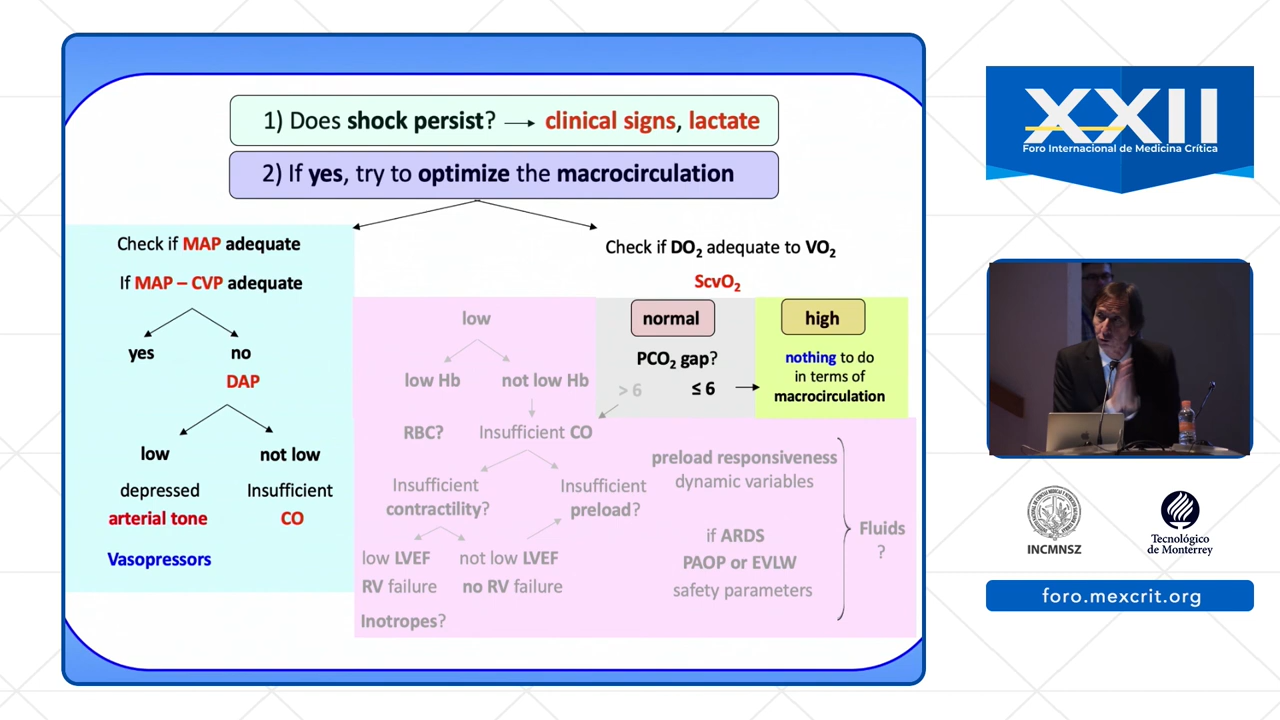 1) Does shock persist? → clinical signs, lactate
2) If yes, try to optimize the macrocirculation
Check if MAP adequate
If MAP – CVP adequate
yes
no
DAP
low
not low
depressed
arterial tone
Insufficient
CO
Vasopressors
Check if DO₂ adequate to VO₂
ScvO₂
low
normal
high
low Hb
not low Hb
PCO₂ gap?
> 6
≤ 6
nothing to do
in terms of
macrocirculation
RBC?
Insufficient CO
Insufficient
contractility?
Insufficient
preload?
low LVEF
RV failure
not low LVEF
no RV failure
Inotropes?
preload responsiveness
dynamic variables
if ARDS
PAOP or EVLW
safety parameters
Fluids
?
XXII
Foro Internacional de Medicina Crítica
INCMNSZ
Tecnológico
de Monterrey
foro.mexcrit.org